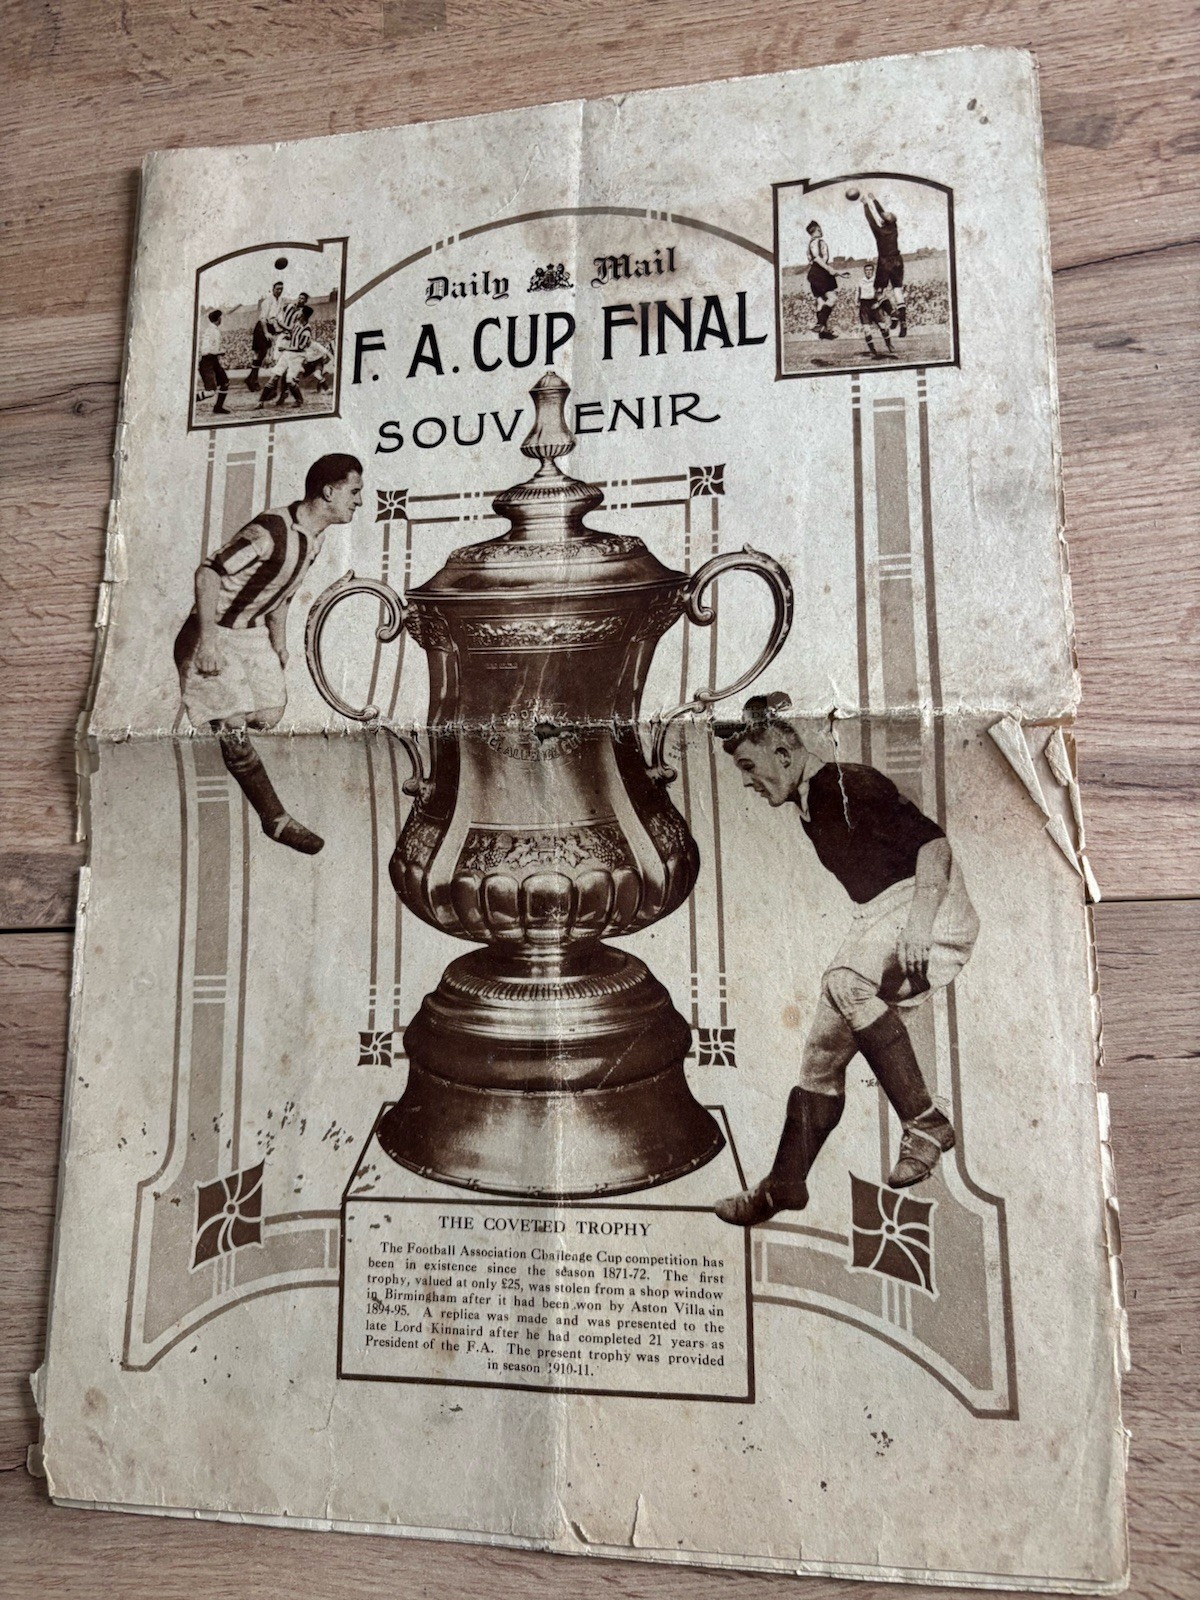 Daily Mail
F. A. CUP FINAL
SOUVENIR
THE COVETED TROPHY
The Football Association Challenge Cup competition has
been in existence since the season 1871-72. The first
trophy, valued at only £25, was stolen from a shop window
in Birmingham after it had been won by Aston Villa in
1894-95. A replica was made and was presented to the
late Lord Kinnaird after he had completed 21 years as
President of the F.A. The present trophy was provided
in season 1910-11.